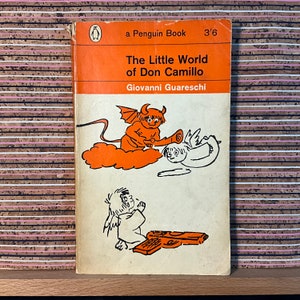 a Penguin Book 3'6
The Little World
of Don Camillo
Giovanni Guareschi